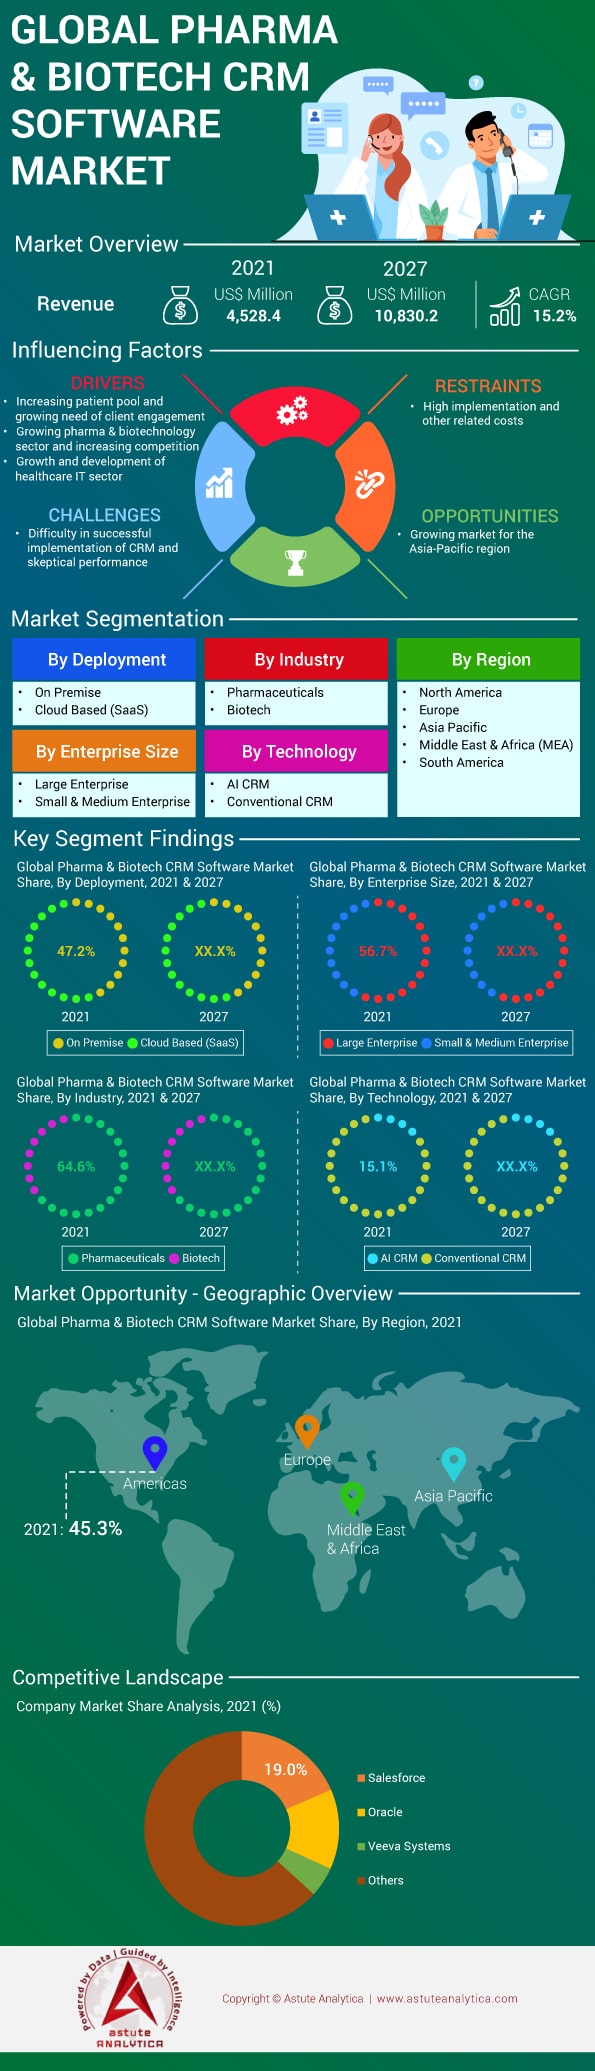 GLOBAL PHARMA
& BIOTECH CRM
SOFTWARE
MARKET
?
Market Overview
2021
2027
Revenue
$
US$ Million
4,528.4
$
US$ Million
10,830.2
CAGR
15.2%
Influencing Factors
DRIVERS
• Increasing patient pool and
growing need of client engagement
• Growing pharma & biotechnology
sector and increasing competition
• Growth and development of
healthcare IT sector
RESTRAINTS
• High implementation and
other related costs
CHALLENGES
• Difficulty in successful
implementation of CRM and
skeptical performance
OPPORTUNITIES
• Growing market for the
Asia-Pacific region
Market Segmentation
By Deployment
• On Premise
• Cloud Based (SaaS)
By Industry
• Pharmaceuticals
• Biotech
By Region
• North America
• Europe
• Asia Pacific
• Middle East & Africa (MEA)
• South America
By Enterprise Size
• Large Enterprise
• Small & Medium Enterprise
By Technology
• AI CRM
• Conventional CRM
Key Segment Findings
Global Pharma & Biotech CRM Software Market
Share, By Deployment, 2021 & 2027
47.2%
XX.X%
2021
2027
On Premise
Cloud Based (SaaS)
Global Pharma & Biotech CRM Software Market
Share, By Enterprise Size, 2021 & 2027
56.7%
XX.X%
2021
2027
Large Enterprise
Small & Medium Enterprise
Global Pharma & Biotech CRM Software Market
Share, By Industry, 2021 & 2027
64.6%
XX.X%
2021
2027
Pharmaceuticals
Biotech
Global Pharma & Biotech CRM Software Market
Share, By Technology, 2021 & 2027
15.1%
XX.X%
2021
2027
AI CRM
Conventional CRM
Market Opportunity - Geographic Overview
Global Pharma & Biotech CRM Software Market Share, By Region, 2021
Americas
Europe
Asia Pacific
Middle East
& Africa
2021: 45.3%
Competitive Landscape
Company Market Share Analysis, 2021 (%)
19.0%
Salesforce
Oracle
Veeva Systems
Others
Powered by Data | Guided by Intelligence
astute
ANALYTICA
Copyright © Astute Analytica | www.astuteanalytica.com